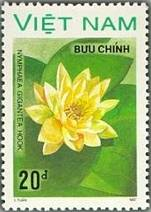 VIỆT NAM
BƯU CHÍNH
NYMPHAEA GIGANTEA HOOK
20đ